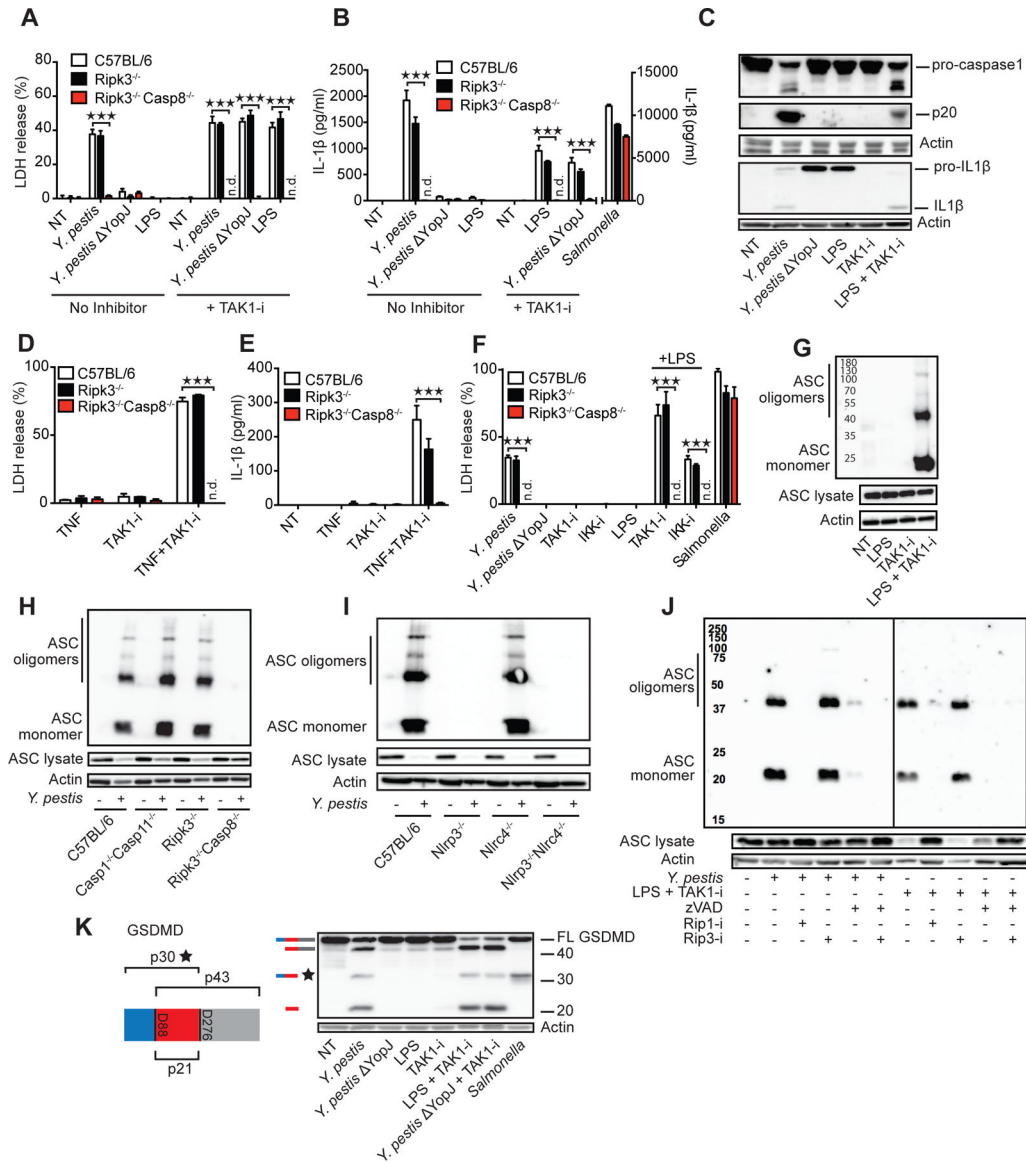 A
C57BL/6
Ripk3-/-
Ripk3-/-Casp8-/-
LDH release (%)
80
60
40
20
0
★★★
n.d.
★★★
★★★
★★★
n.d.
n.d.
n.d.
NT
Y. pestis
Y. pestis ΔYopJ
LPS
NT
Y. pestis
Y. pestis ΔYopJ
LPS
No Inhibitor
+ TAK1-i
B
C57BL/6
Ripk3-/-
Ripk3-/-Casp8-/-
IL-1β (pg/ml)
2500
2000
1500
1000
500
0
★★★
n.d.
★★★
n.d.
★★★
15000
10000
5000
0
IL-1β (pg/ml)
NT
Y. pestis
Y. pestis ΔYopJ
LPS
NT
LPS
Y. pestis ΔYopJ
Salmonella
No Inhibitor
+ TAK1-i
C
pro-caspase1
p20
Actin
pro-IL1β
IL1β
Actin
NT
Y. pestis
Y. pestis ΔYopJ
LPS
TAK1-i
LPS + TAK1-i
D
C57BL/6
Ripk3-/-
Ripk3-/-Casp8-/-
LDH release (%)
100
50
0
★★★
n.d.
TNF
TAK1-i
TNF+TAK1-i
E
C57BL/6
Ripk3-/-
Ripk3-/-Casp8-/-
IL-1β (pg/ml)
400
300
200
100
0
★★★
NT
TNF
TAK1-i
TNF+TAK1-i
F
C57BL/6
Ripk3-/-
Ripk3-/-Casp8-/-
+LPS
LDH release (%)
100
50
0
★★★
n.d.
★★★
n.d.
★★★
n.d.
Y. pestis
Y. pestis ΔYopJ
TAK1-i
IKK-i
LPS
TAK1-i
IKK-i
Salmonella
G
180
130
100
70
55
40
35
25
ASC oligomers
ASC monomer
ASC lysate
Actin
NT
LPS
TAK1-i
LPS + TAK1-i
H
ASC oligomers
ASC monomer
ASC lysate
Actin
Y. pestis - + - + - + - +
C57BL/6
Casp1-/-Casp11-/-
Ripk3-/-
Ripk3-/-Casp8-/-
I
ASC oligomers
ASC monomer
ASC lysate
Actin
Y. pestis - + - + - + - +
C57BL/6
Nlrp3-/-
Nlrc4-/-
Nlrp3-/-Nlrc4-/-
J
250
150
100
75
50
37
25
20
15
ASC oligomers
ASC monomer
ASC lysate
Actin
Y. pestis - + + + + + - - - - -
LPS + TAK1-i - - - - - - + + + + +
zVAD - - - - + + - - - + +
Rip1-i - - + - - - - + - - -
Rip3-i - - - + - + - - + - +
K
GSDMD
p30 ★
p43
D88
D276
p21
★
FL GSDMD
40
30
20
Actin
NT
Y. pestis
Y. pestis ΔYopJ
LPS
TAK1-i
LPS + TAK1-i
Y. pestis ΔYopJ + TAK1-i
Salmonella